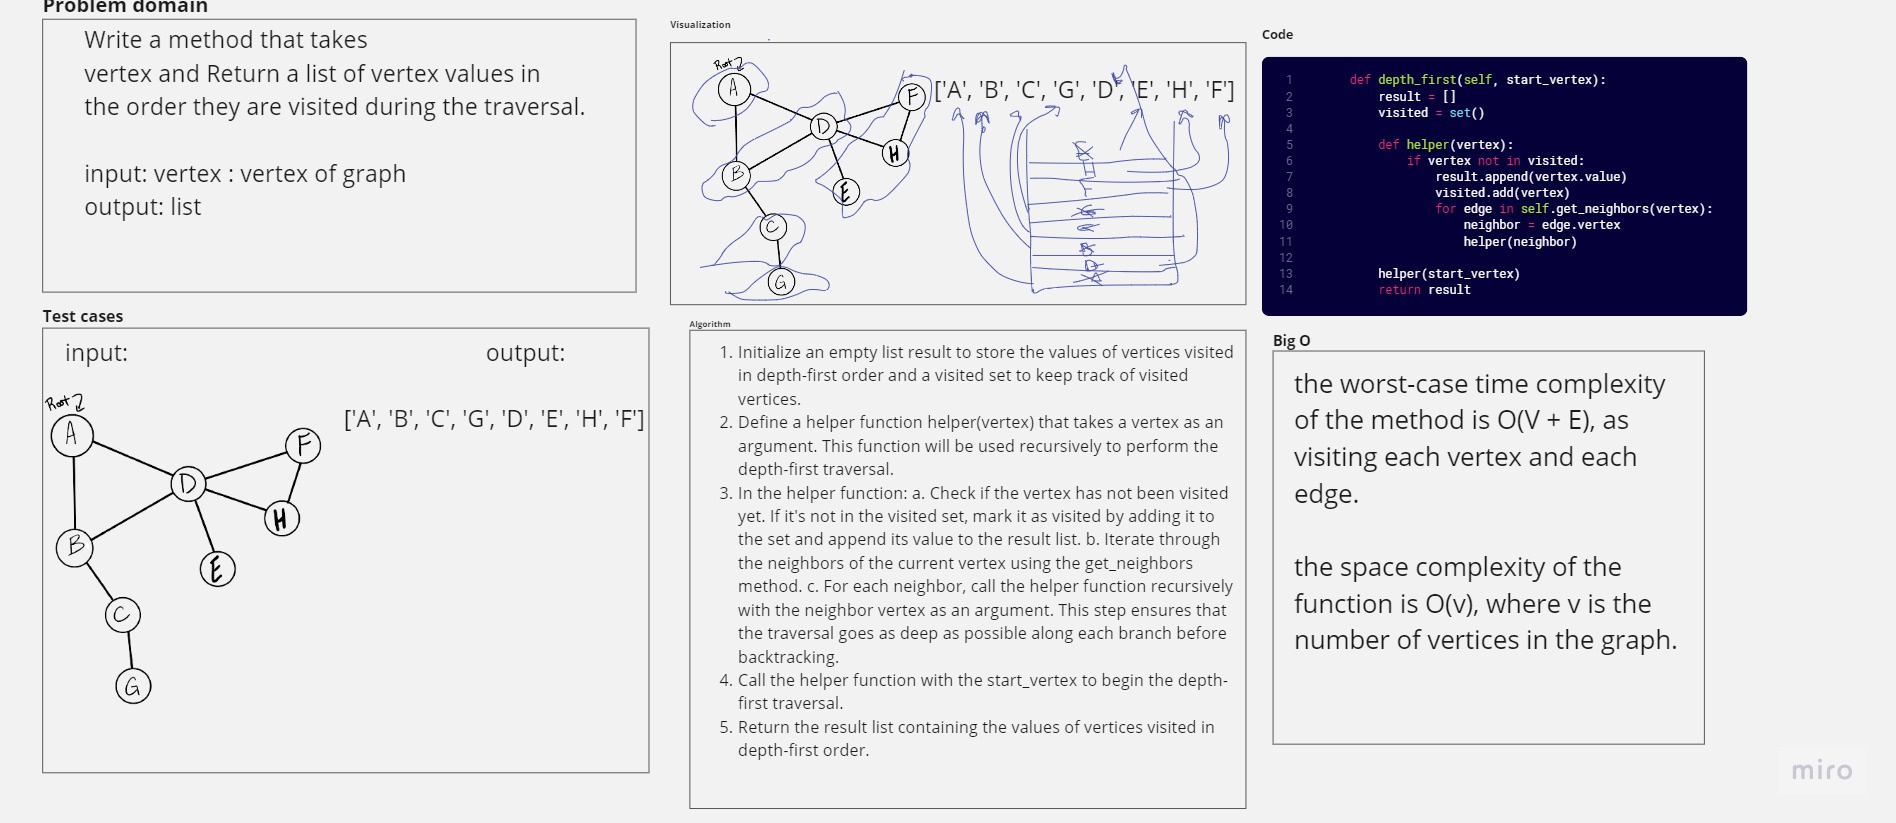 Problem domain
Write a method that takes
vertex and Return a list of vertex values in
the order they are visited during the traversal.
input: vertex : vertex of graph
output: list
Visualization
Root
A
F
D
H
B
E
C
G
['A', 'B', 'C', 'G', 'D', 'E', 'H', 'F']
Code
1 def depth_first(self, start_vertex):
2 result = []
3 visited = set()
4
5 def helper(vertex):
6 if vertex not in visited:
7 result.append(vertex.value)
8 visited.add(vertex)
9 for edge in self.get_neighbors(vertex):
10 neighbor = edge.vertex
11 helper(neighbor)
12
13 helper(start_vertex)
14 return result
Test cases
input: output:
Root
A
F
D
H
B
E
C
G
['A', 'B', 'C', 'G', 'D', 'E', 'H', 'F']
Algorithm
1. Initialize an empty list result to store the values of vertices visited
in depth-first order and a visited set to keep track of visited
vertices.
2. Define a helper function helper(vertex) that takes a vertex as an
argument. This function will be used recursively to perform the
depth-first traversal.
3. In the helper function: a. Check if the vertex has not been visited
yet. If it's not in the visited set, mark it as visited by adding it to
the set and append its value to the result list. b. Iterate through
the neighbors of the current vertex using the get_neighbors
method. c. For each neighbor, call the helper function recursively
with the neighbor vertex as an argument. This step ensures that
the traversal goes as deep as possible along each branch before
backtracking.
4. Call the helper function with the start_vertex to begin the depth-
first traversal.
5. Return the result list containing the values of vertices visited in
depth-first order.
Big O
the worst-case time complexity
of the method is O(V + E), as
visiting each vertex and each
edge.
the space complexity of the
function is O(v), where v is the
number of vertices in the graph.
miro